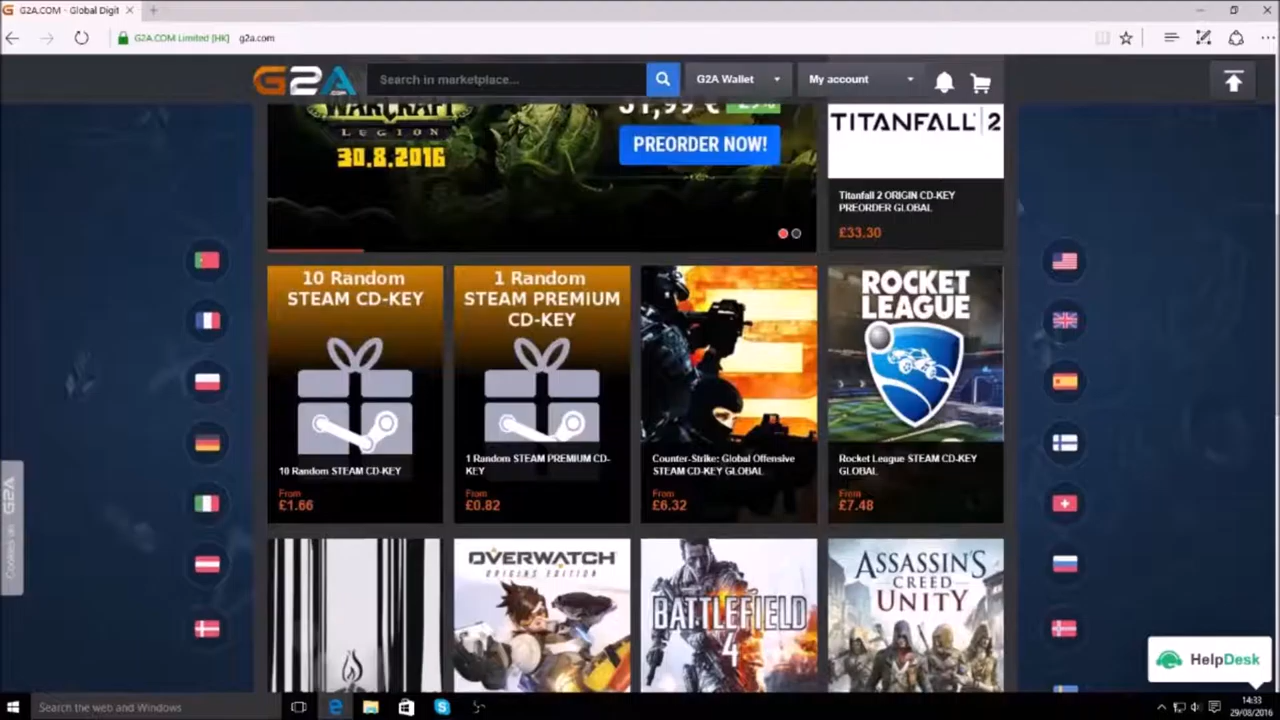 G2A.COM - Global Digit
G2A.COM Limited [HK]
g2a.com
G2A
.COM
Search in marketplace...
G2A Wallet
My account
WARCRAFT
LEGION
30.8.2016
PREORDER NOW!
TITANFALL 2
Titanfall 2 ORIGIN CD-KEY
PREORDER GLOBAL
£33.30
10 Random
STEAM CD-KEY
10 Random STEAM CD-KEY
From
£1.66
1 Random
STEAM PREMIUM
CD-KEY
1 Random STEAM PREMIUM CD-
KEY
From
£0.82
Counter-Strike: Global Offensive
STEAM CD-KEY GLOBAL
From
£6.32
ROCKET
LEAGUE
Rocket League STEAM CD-KEY
GLOBAL
From
£7.48
OVERWATCH
ORIGINS EDITION
BATTLEFIELD
4
ASSASSIN'S
CREED
UNITY
Cookies on G2A
HelpDesk
Search the web and Windows
14:33
29/08/2016